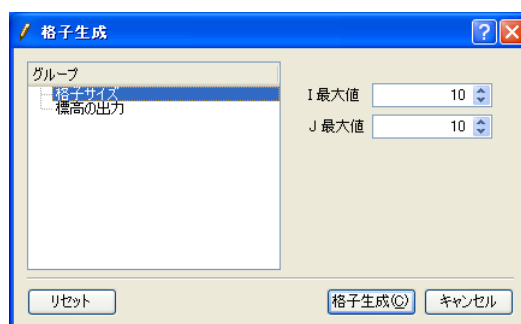 格子生成
グループ
格子サイズ
標高の出力
I 最大値 10
J 最大値 10
リセット 格子生成(C) キャンセル